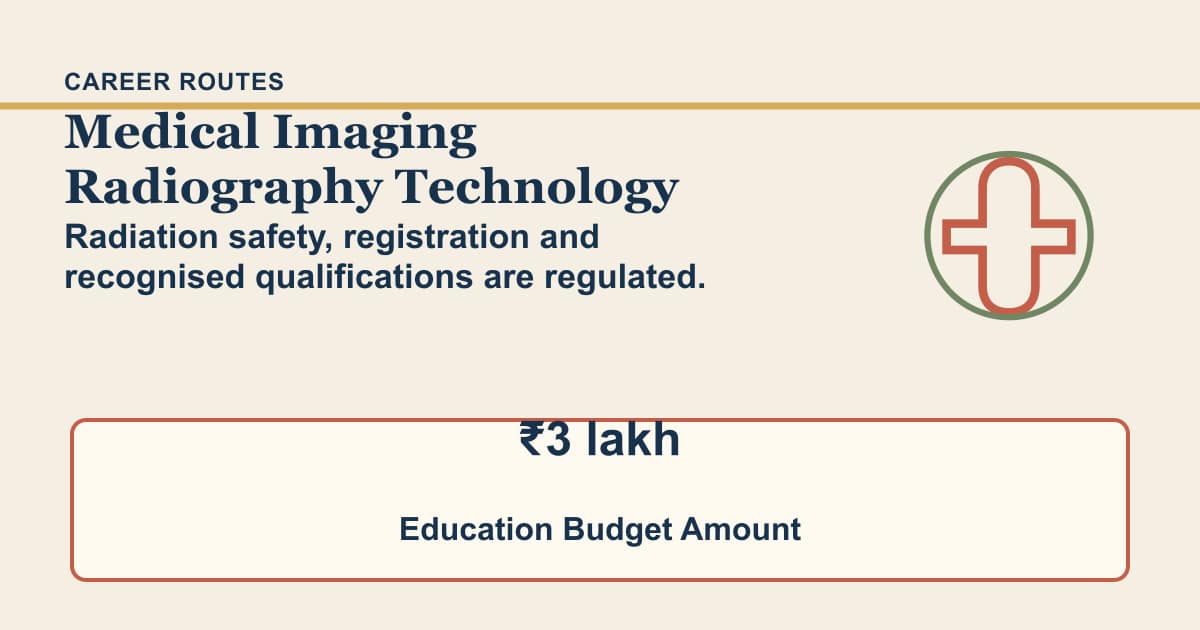 CAREER ROUTES
Medical Imaging
Radiography Technology
Radiation safety, registration and
recognised qualifications are regulated.
₹3 lakh
Education Budget Amount